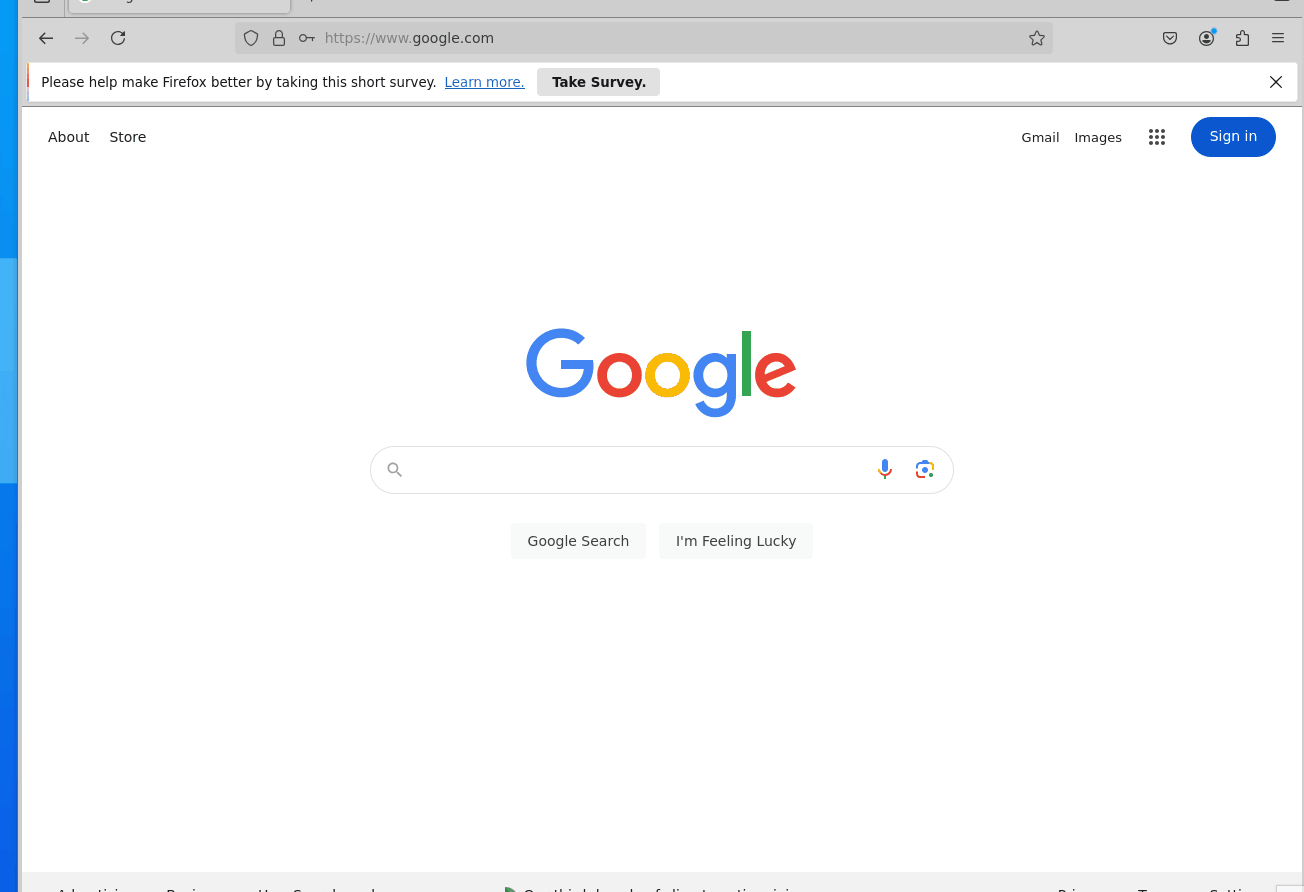 https://www.google.com
Please help make Firefox better by taking this short survey. Learn more. Take Survey.
About Store
Gmail Images Sign in
Google
Google Search I'm Feeling Lucky